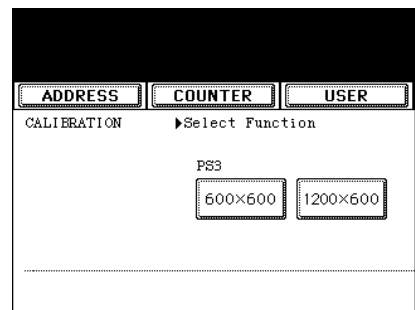 ADDRESS COUNTER USER
CALIBRATION ▶Select Function
PS3
600×600 1200×600